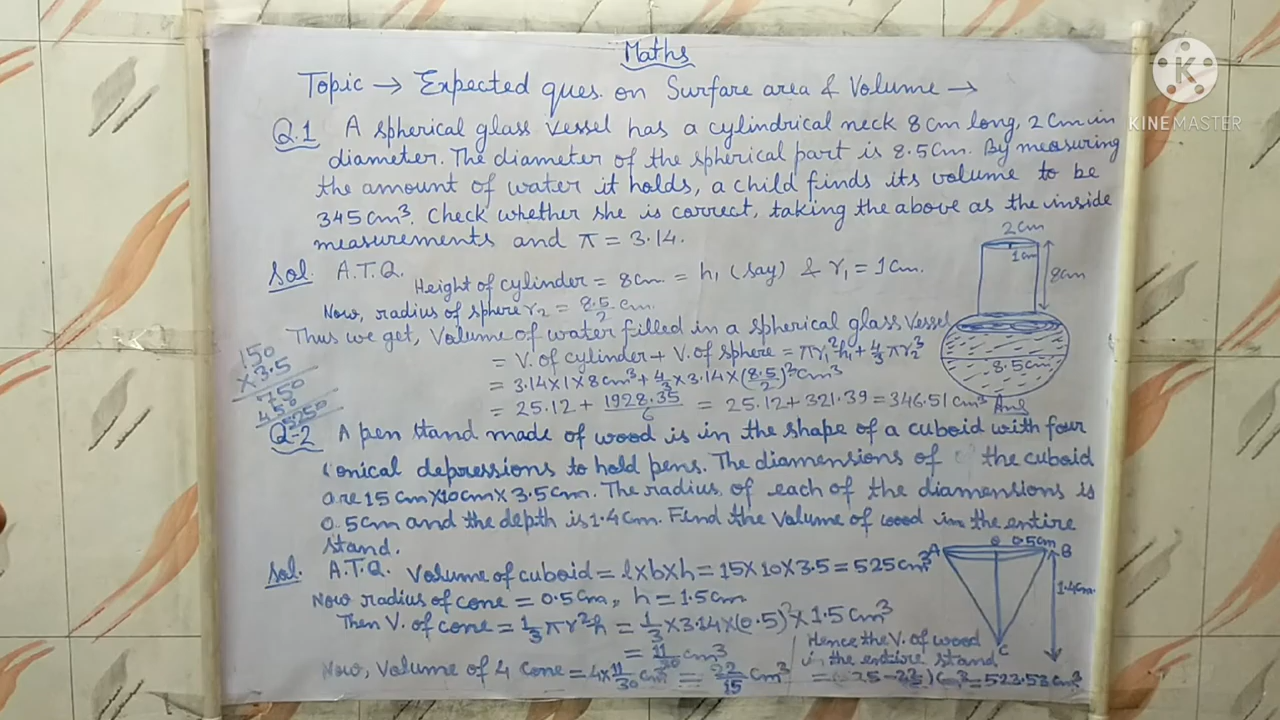 Maths
Topic → Expected ques. on Surfare area & Volume →
Q.1 A spherical glass vessel has a cylindrical neck 8 cm long, 2 cm in
diameter. The diameter of the spherical part is 8.5 cm. By measuring
the amount of water it holds, a child finds its volume to be
345 cm³. Check whether she is correct, taking the above as the inside
measurements and π = 3.14.
2 cm
1 cm
8 cm
8.5 cm
Sol. A.T.Q.
Height of cylinder = 8 cm = h₁ (say) & r₁ = 1 cm.
Now, radius of sphere r₂ = 8.5/2 cm.
Thus we get, Volume of water filled in a spherical glass vessel
= V. of cylinder + V. of sphere = πr₁²h₁ + 4/3 πr₂³
= 3.14 × 1 × 8 cm³ + 4/3 × 3.14 × (8.5/2)³ cm³
= 25.12 + 1928.35/6 = 25.12 + 321.39 = 346.51 cm³ Ans
150
× 3.5
750
450
5250
Q-2 A pen stand made of wood is in the shape of a cuboid with four
conical depressions to hold pens. The diamensions of the cuboid
are 15 cm × 10 cm × 3.5 cm. The radius of each of the diamensions is
0.5 cm and the depth is 1.4 cm. Find the volume of wood in the entire
stand.
A O 0.5cm B
1.4cm.
C
Sol. A.T.Q. Volume of cuboid = l×b×h = 15 × 10 × 3.5 = 525 cm³
Now radius of cone = 0.5 cm, h = 1.5 cm
Then V. of cone = 1/3 πr²h = 1/3 × 3.14 × (0.5)² × 1.5 cm³
= 11/30 cm³
Now, Volume of 4 cone = 4 × 11/30 cm³ = 22/15 cm³
Hence the V. of wood
in the entire stand
= 523.53 cm³
K
KINEMASTER